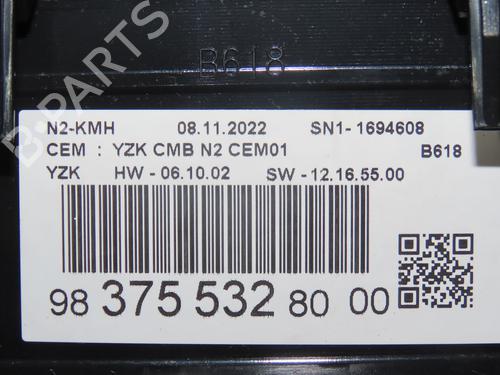 B618
N2-KMH 08.11.2022 SN1- 1694608
CEM : YZK CMB N2 CEM01 B618
YZK HW - 06.10.02 SW - 12.16.55.00
98 375 532 80 00
B-PARTS